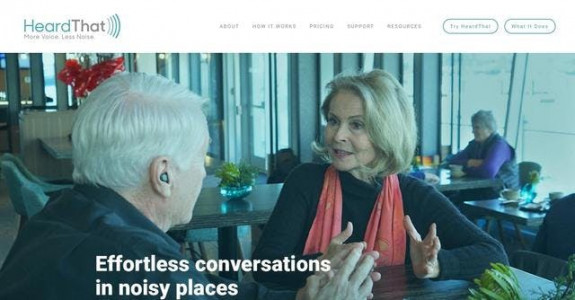 HeardThat
More Voice. Less Noise.
ABOUT HOW IT WORKS PRICING SUPPORT RESOURCES Try HeardThat What It Does
Effortless conversations
in noisy places